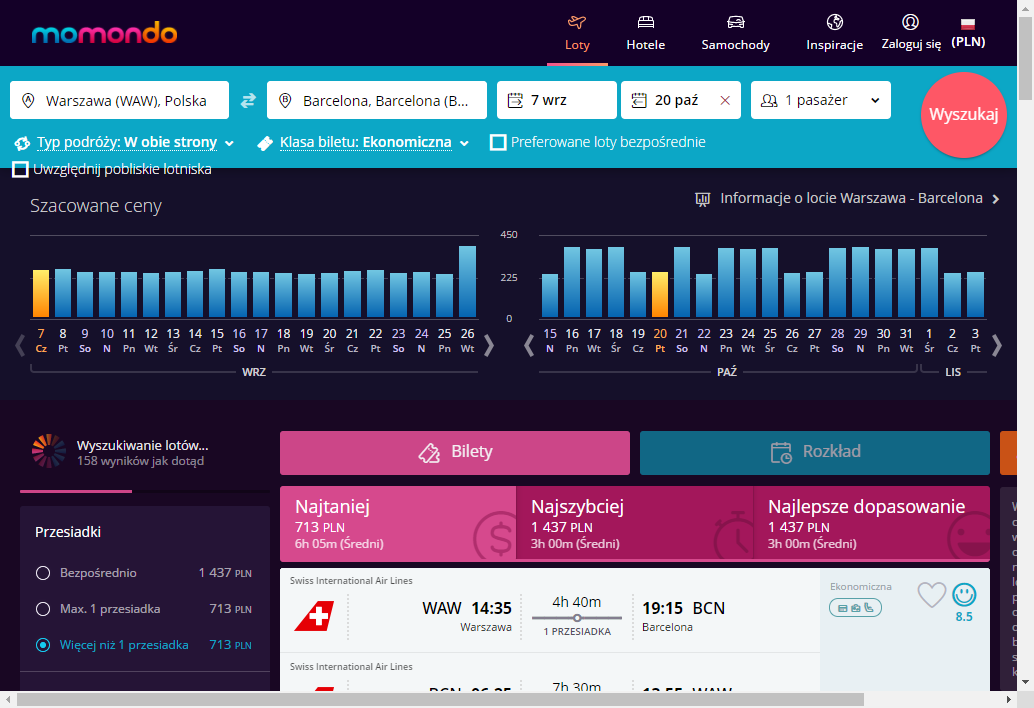 momondo
Loty
Hotele
Samochody
Inspiracje
Zaloguj się
(PLN)
Warszawa (WAW), Polska
Barcelona, Barcelona (B...
7 wrz
20 paź
1 pasażer
Wyszukaj
Typ podróży: W obie strony
Klasa biletu: Ekonomiczna
Preferowane loty bezpośrednie
Uwzględnij pobliskie lotniska
Szacowane ceny
Informacje o locie Warszawa - Barcelona
450
225
0
7 8 9 10 11 12 13 14 15 16 17 18 19 20 21 22 23 24 25 26
Cz Pt So N Pn Wt Śr Cz Pt So N Pn Wt Śr Cz Pt So N Pn Wt
WRZ
15 16 17 18 19 20 21 22 23 24 25 26 27 28 29 30 31 1 2 3
N Pn Wt Śr Cz Pt So N Pn Wt Śr Cz Pt So N Pn Wt Śr Cz Pt
PAŹ
LIS
Wyszukiwanie lotów...
158 wyników jak dotąd
Bilety
Rozkład
Najtaniej
713 PLN
6h 05m (Średni)
Najszybciej
1 437 PLN
3h 00m (Średni)
Najlepsze dopasowanie
1 437 PLN
3h 00m (Średni)
Przesiadki
Bezpośrednio 1 437 PLN
Max. 1 przesiadka 713 PLN
Więcej niż 1 przesiadka 713 PLN
Swiss International Air Lines
WAW 14:35
Warszawa
4h 40m
1 PRZESIADKA
19:15 BCN
Barcelona
Ekonomiczna
8.5
Swiss International Air Lines
7h 30m